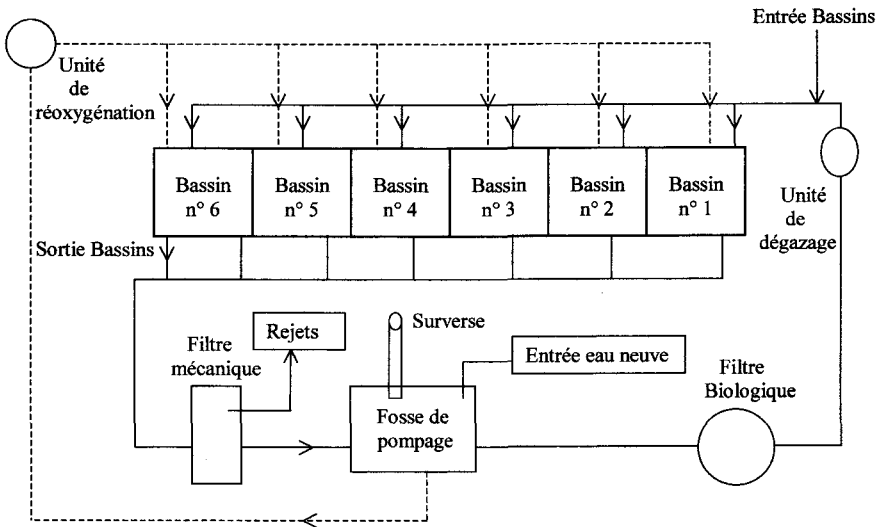 Entrée Bassins
Unité
de
réoxygénation
Bassin
n° 6
Bassin
n° 5
Bassin
n° 4
Bassin
n° 3
Bassin
n° 2
Bassin
n° 1
Unité
de
dégazage
Sortie Bassins
Rejets
Surverse
Filtre
mécanique
Entrée eau neuve
Filtre
Biologique
Fosse de
pompage